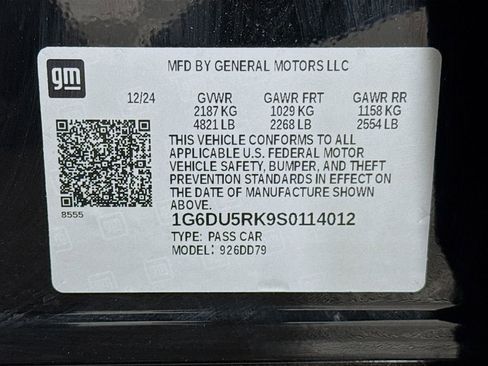 gm
MFD BY GENERAL MOTORS LLC
12/24 GVWR GAWR FRT GAWR RR
2187 KG 1029 KG 1158 KG
4821 LB 2268 LB 2554 LB
THIS VEHICLE CONFORMS TO ALL
APPLICABLE U.S. FEDERAL MOTOR
VEHICLE SAFETY, BUMPER, AND THEFT
PREVENTION STANDARDS IN EFFECT ON
THE DATE OF MANUFACTURE SHOWN
ABOVE.
8555
1G6DU5RK9S0114012
TYPE: PASS CAR
MODEL: 926DD79